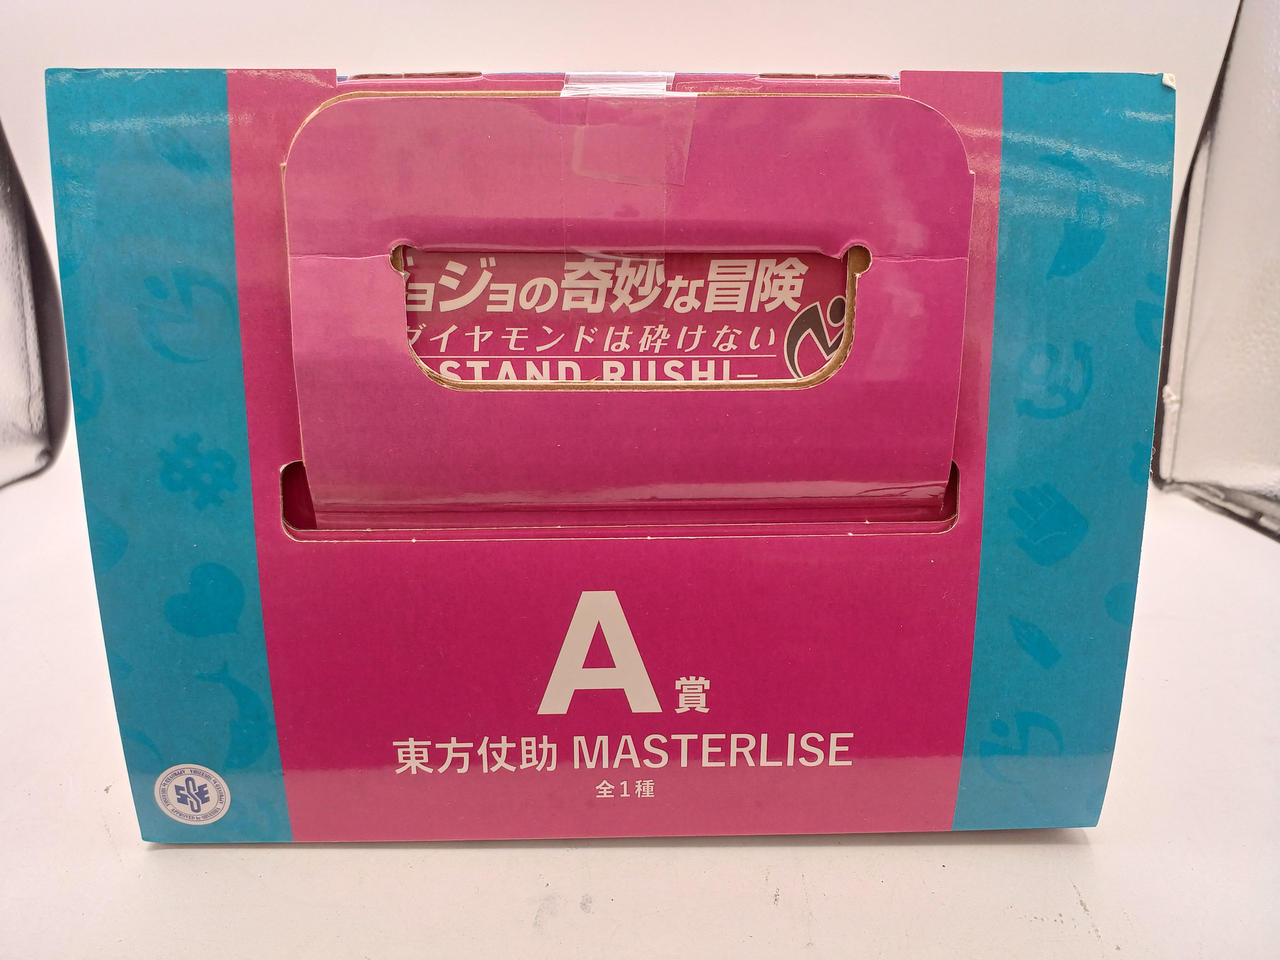 ジョジョの奇妙な冒険
ダイヤモンドは砕けない
STAND RUSH!–
A賞
東方仗助 MASTERLISE
全1種